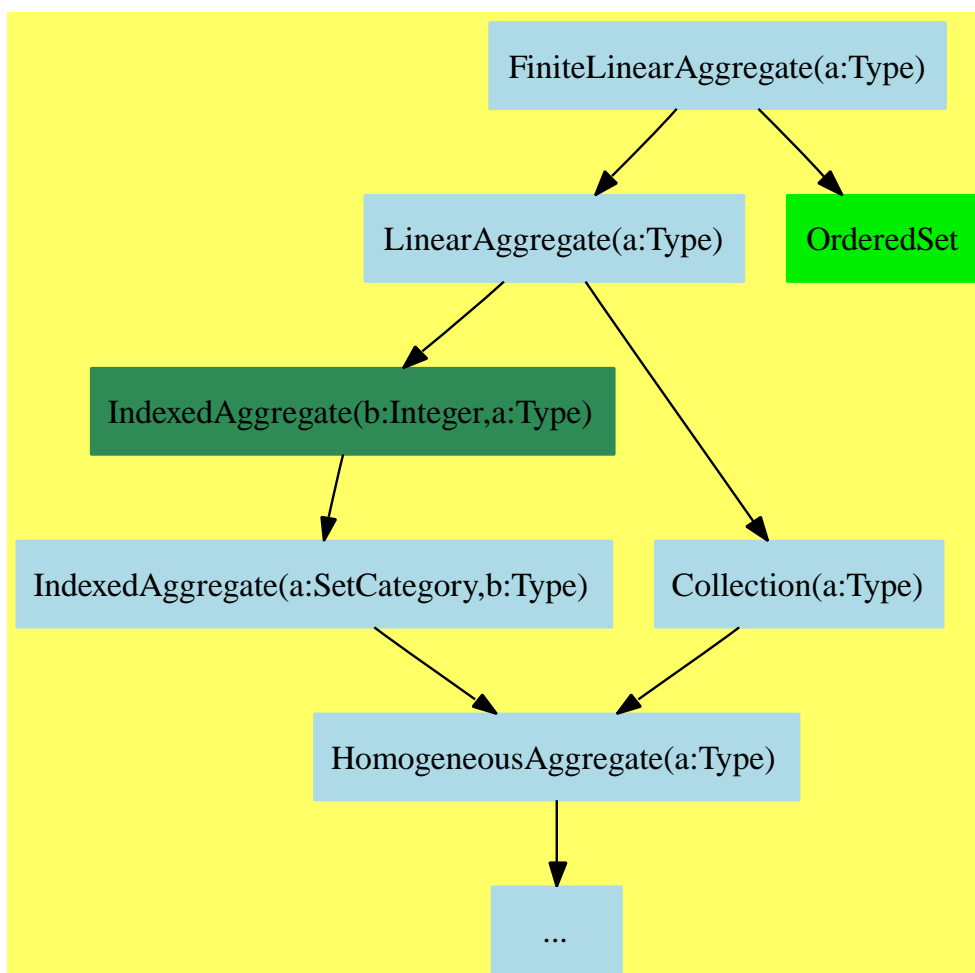 FiniteLinearAggregate(a:Type)
LinearAggregate(a:Type)
OrderedSet
IndexedAggregate(b:Integer,a:Type)
IndexedAggregate(a:SetCategory,b:Type)
Collection(a:Type)
HomogeneousAggregate(a:Type)
...